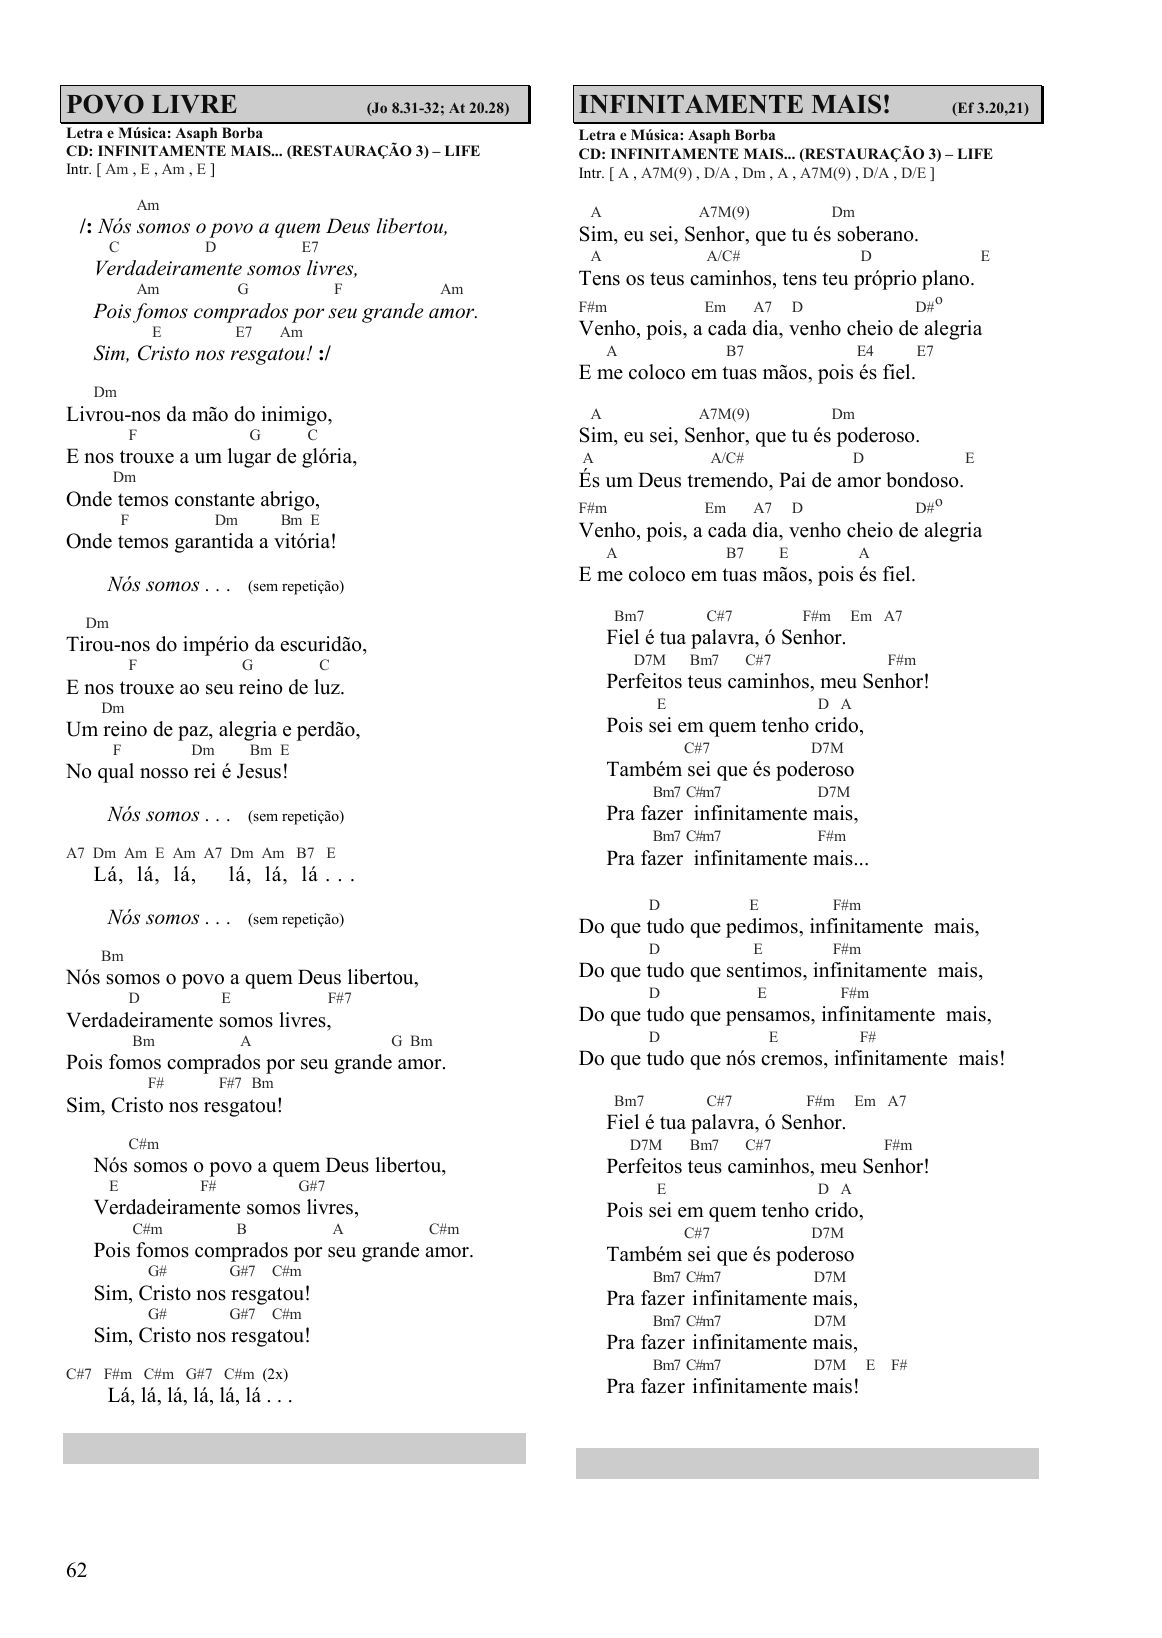 POVO LIVRE (Jo 8.31-32; At 20.28)
Letra e Música: Asaph Borba
CD: INFINITAMENTE MAIS... (RESTAURAÇÃO 3) – LIFE
Intr. [ Am , E , Am , E ]
Am
/: Nós somos o povo a quem Deus libertou,
C D E7
Verdadeiramente somos livres,
Am G F Am
Pois fomos comprados por seu grande amor.
E E7 Am
Sim, Cristo nos resgatou! :/
Dm
Livrou-nos da mão do inimigo,
F G C
E nos trouxe a um lugar de glória,
Dm
Onde temos constante abrigo,
F Dm Bm E
Onde temos garantida a vitória!
Nós somos . . . (sem repetição)
Dm
Tirou-nos do império da escuridão,
F G C
E nos trouxe ao seu reino de luz.
Dm
Um reino de paz, alegria e perdão,
F Dm Bm E
No qual nosso rei é Jesus!
Nós somos . . . (sem repetição)
A7 Dm Am E Am A7 Dm Am B7 E
Lá, lá, lá, lá, lá, lá . . .
Nós somos . . . (sem repetição)
Bm
Nós somos o povo a quem Deus libertou,
D E F#7
Verdadeiramente somos livres,
Bm A G Bm
Pois fomos comprados por seu grande amor.
F# F#7 Bm
Sim, Cristo nos resgatou!
C#m
Nós somos o povo a quem Deus libertou,
E F# G#7
Verdadeiramente somos livres,
C#m B A C#m
Pois fomos comprados por seu grande amor.
G# G#7 C#m
Sim, Cristo nos resgatou!
G# G#7 C#m
Sim, Cristo nos resgatou!
C#7 F#m C#m G#7 C#m (2x)
Lá, lá, lá, lá, lá, lá . . .
INFINITAMENTE MAIS! (Ef 3.20,21)
Letra e Música: Asaph Borba
CD: INFINITAMENTE MAIS... (RESTAURAÇÃO 3) – LIFE
Intr. [ A , A7M(9) , D/A , Dm , A , A7M(9) , D/A , D/E ]
A A7M(9) Dm
Sim, eu sei, Senhor, que tu és soberano.
A A/C# D E
Tens os teus caminhos, tens teu próprio plano.
F#m Em A7 D D#º
Venho, pois, a cada dia, venho cheio de alegria
A B7 E4 E7
E me coloco em tuas mãos, pois és fiel.
A A7M(9) Dm
Sim, eu sei, Senhor, que tu és poderoso.
A A/C# D E
És um Deus tremendo, Pai de amor bondoso.
F#m Em A7 D D#º
Venho, pois, a cada dia, venho cheio de alegria
A B7 E A
E me coloco em tuas mãos, pois és fiel.
Bm7 C#7 F#m Em A7
Fiel é tua palavra, ó Senhor.
D7M Bm7 C#7 F#m
Perfeitos teus caminhos, meu Senhor!
E D A
Pois sei em quem tenho crido,
C#7 D7M
Também sei que és poderoso
Bm7 C#m7 D7M
Pra fazer infinitamente mais,
Bm7 C#m7 F#m
Pra fazer infinitamente mais...
D E F#m
Do que tudo que pedimos, infinitamente mais,
D E F#m
Do que tudo que sentimos, infinitamente mais,
D E F#m
Do que tudo que pensamos, infinitamente mais,
D E F#
Do que tudo que nós cremos, infinitamente mais!
Bm7 C#7 F#m Em A7
Fiel é tua palavra, ó Senhor.
D7M Bm7 C#7 F#m
Perfeitos teus caminhos, meu Senhor!
E D A
Pois sei em quem tenho crido,
C#7 D7M
Também sei que és poderoso
Bm7 C#m7 D7M
Pra fazer infinitamente mais,
Bm7 C#m7 D7M
Pra fazer infinitamente mais,
Bm7 C#m7 D7M E F#
Pra fazer infinitamente mais!
62